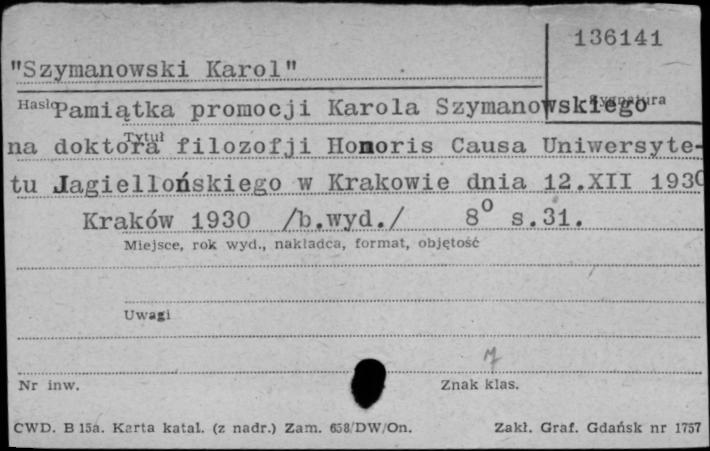 136141
"Szymanowski Karol"
Hasło Pamiątka promocji Karola Szymanowskiego Sygnatura
na doktora filozofji Honoris Causa Uniwersyte-
Tytuł
tu Jagiellońskiego w Krakowie dnia 12.XII 1930
Kraków 1930 /b.wyd./ 8° s.31.
Miejsce, rok wyd., nakładca, format, objętość
Uwagi
Nr inw. Znak klas.
CWD. B 15a. Karta katal. (z nadr.) Zam. 658/DW/On. Zakł. Graf. Gdańsk nr 1757